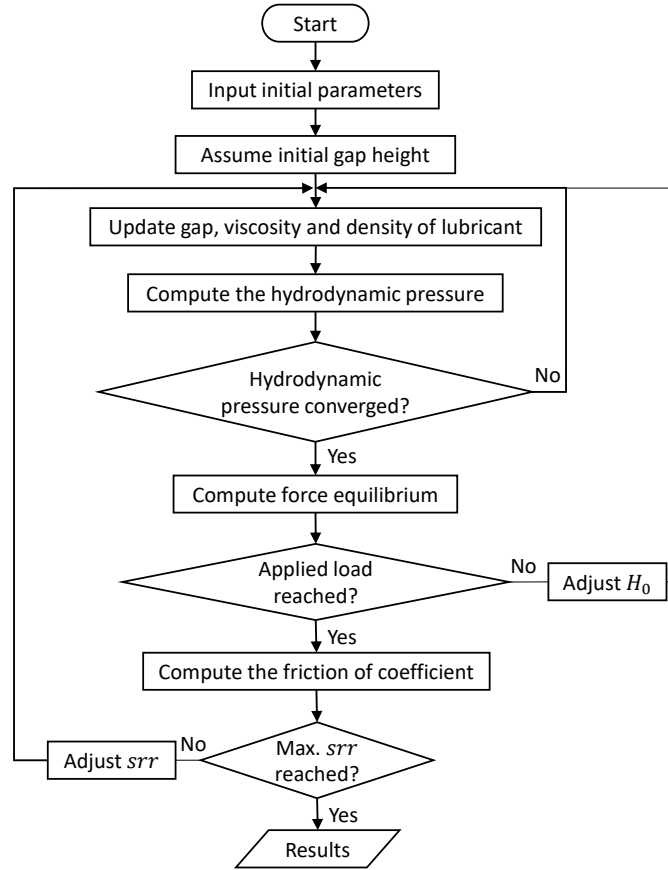 Start
Input initial parameters
Assume initial gap height
Update gap, viscosity and density of lubricant
Compute the hydrodynamic pressure
Hydrodynamic
pressure converged?
No
Yes
Compute force equilibrium
Applied load
reached?
No
Adjust H₀
Yes
Compute the friction of coefficient
Max. srr
reached?
No
Adjust srr
Yes
Results